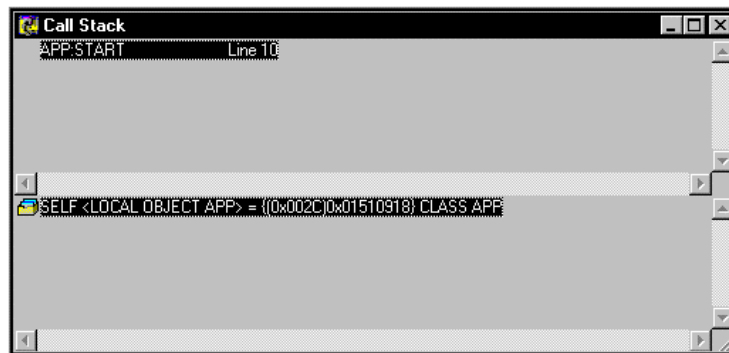 Call Stack
APP:START Line 10
SELF <LOCAL OBJECT APP> = {(0x002C)0x01510918} CLASS APP